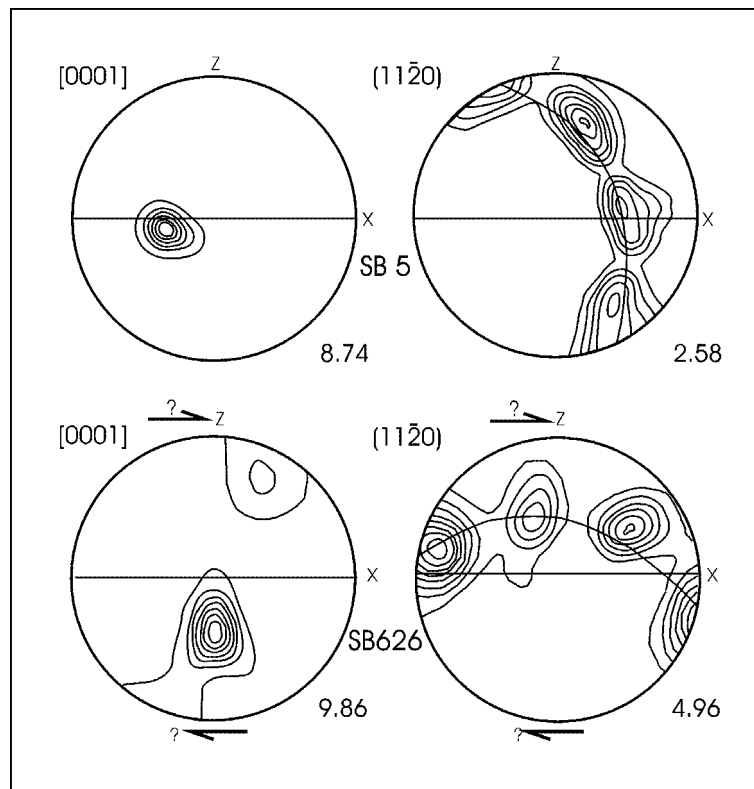 [0001] Z (112̄0) Z
X X
SB 5
8.74 2.58
? ?
[0001] Z (112̄0) Z
X X
SB626
9.86 4.96
? ?